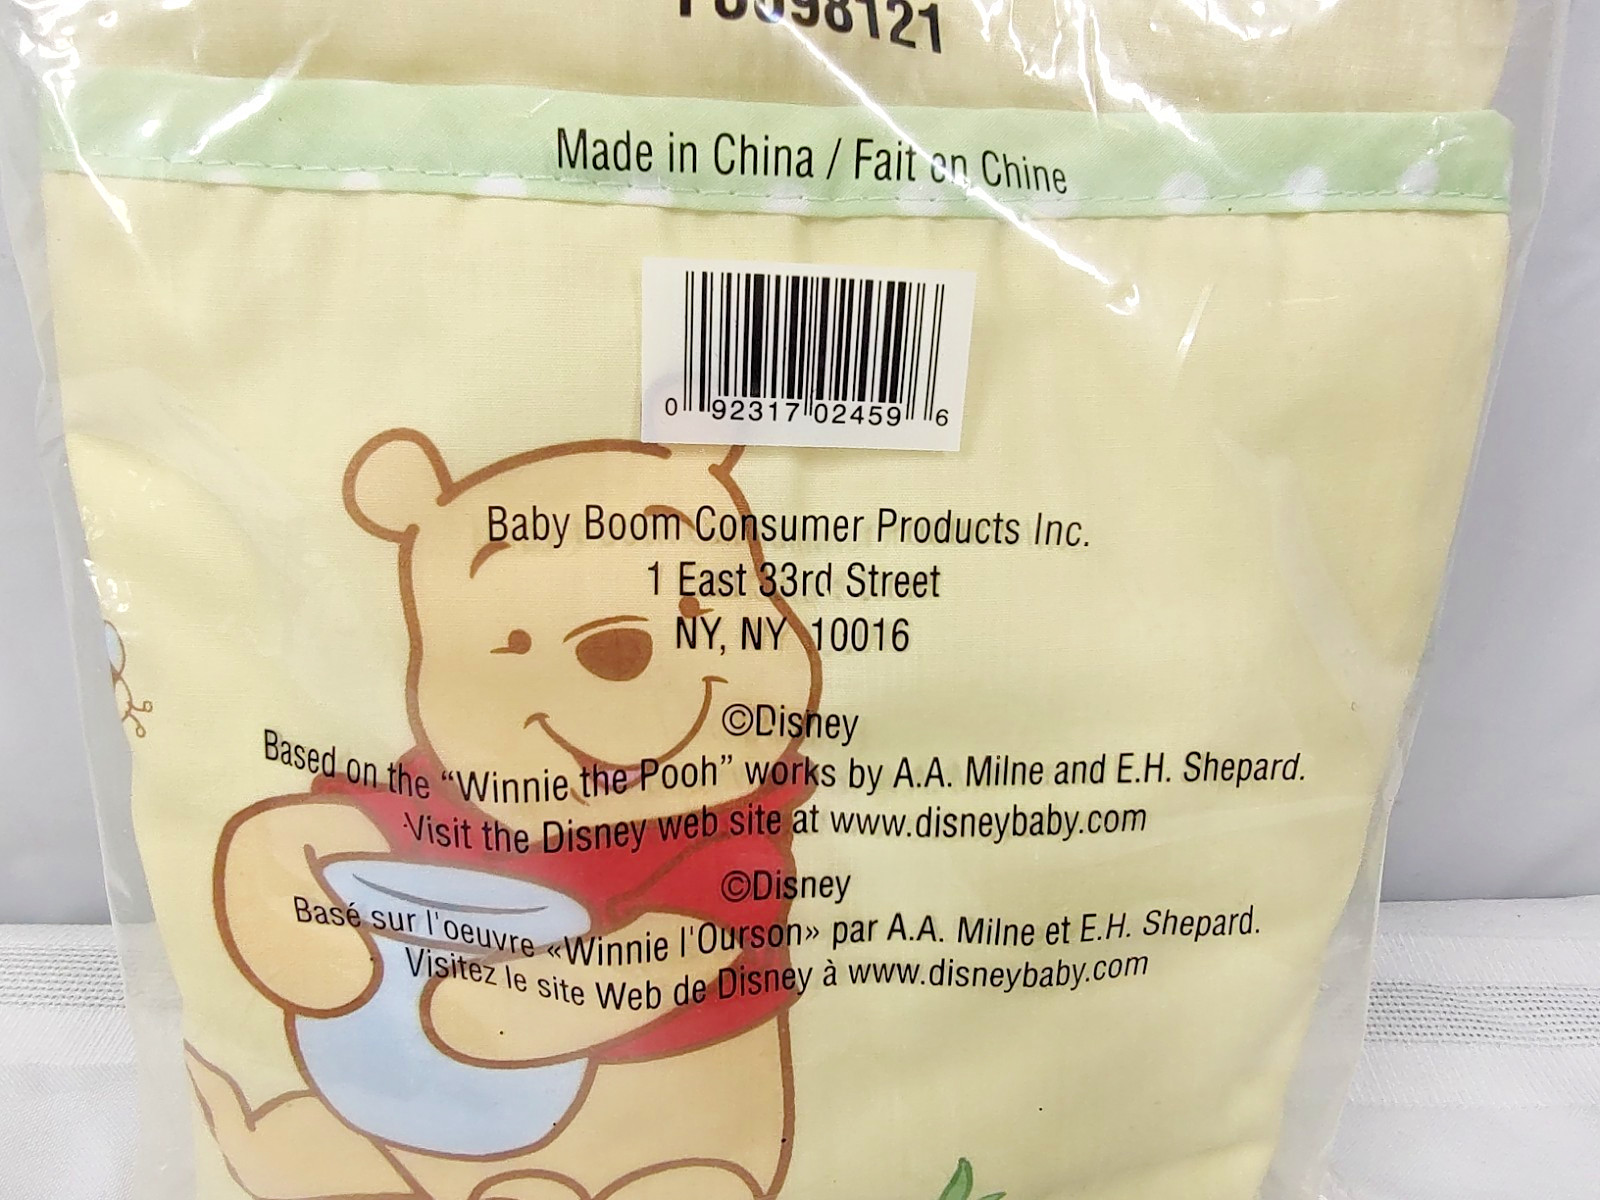 Made in China / Fait en Chine
0 92317 02459 6
Baby Boom Consumer Products Inc.
1 East 33rd Street
NY, NY 10016
©Disney
Based on the “Winnie the Pooh” works by A.A. Milne and E.H. Shepard.
Visit the Disney web site at www.disneybaby.com
©Disney
Basé sur l'oeuvre «Winnie l'Ourson» par A.A. Milne et E.H. Shepard.
Visitez le site Web de Disney à www.disneybaby.com